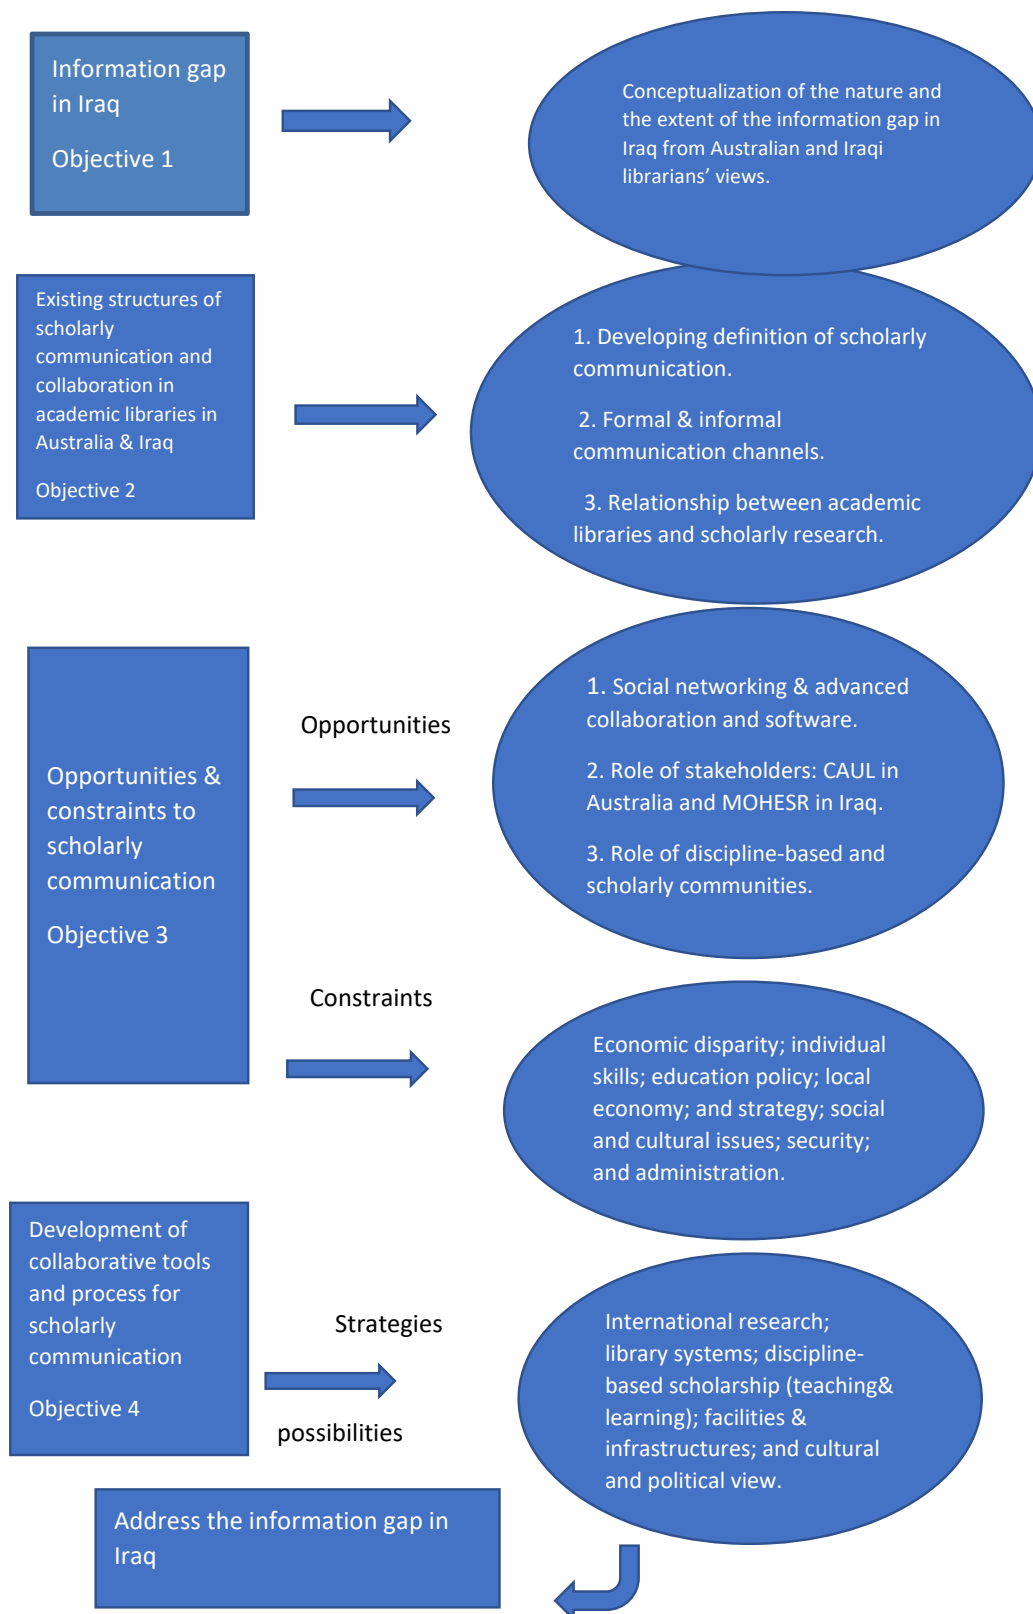 Information gap
in Iraq
Objective 1
Conceptualization of the nature and
the extent of the information gap in
Iraq from Australian and Iraqi
librarians’ views.
Existing structures of
scholarly
communication and
collaboration in
academic libraries in
Australia & Iraq
Objective 2
1. Developing definition of scholarly
communication.
2. Formal & informal
communication channels.
3. Relationship between academic
libraries and scholarly research.
Opportunities &
constraints to
scholarly
communication
Objective 3
Opportunities
1. Social networking & advanced
collaboration and software.
2. Role of stakeholders: CAUL in
Australia and MOHESR in Iraq.
3. Role of discipline-based and
scholarly communities.
Constraints
Economic disparity; individual
skills; education policy; local
economy; and strategy; social
and cultural issues; security;
and administration.
Development of
collaborative tools
and process for
scholarly
communication
Objective 4
Strategies
possibilities
International research;
library systems; discipline-
based scholarship (teaching&
learning); facilities &
infrastructures; and cultural
and political view.
Address the information gap in
Iraq